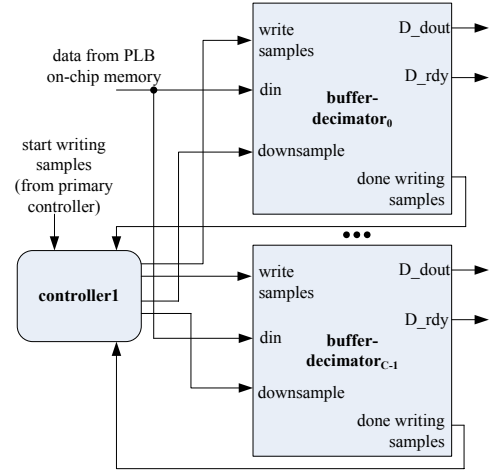 write
samples
D_dout
data from PLB
on-chip memory
D_rdy
din
buffer-
decimator0
start writing
samples
(from primary
controller)
downsample
done writing
samples
•••
controller1
write
samples
D_dout
D_rdy
din
buffer-
decimatorC-1
downsample
done writing
samples